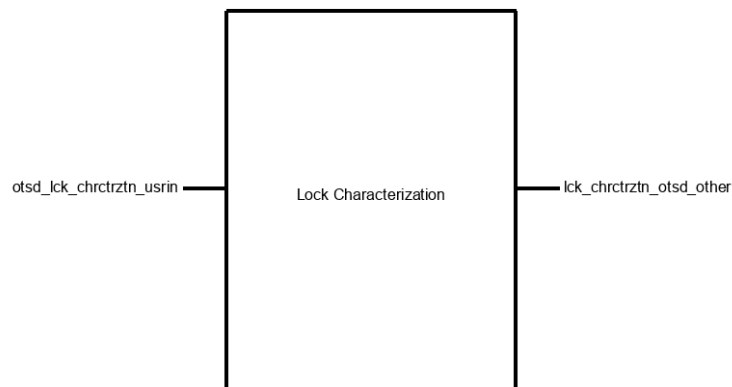 otsd_lck_chrctrztn_usrin
Lock Characterization
lck_chrctrztn_otsd_other